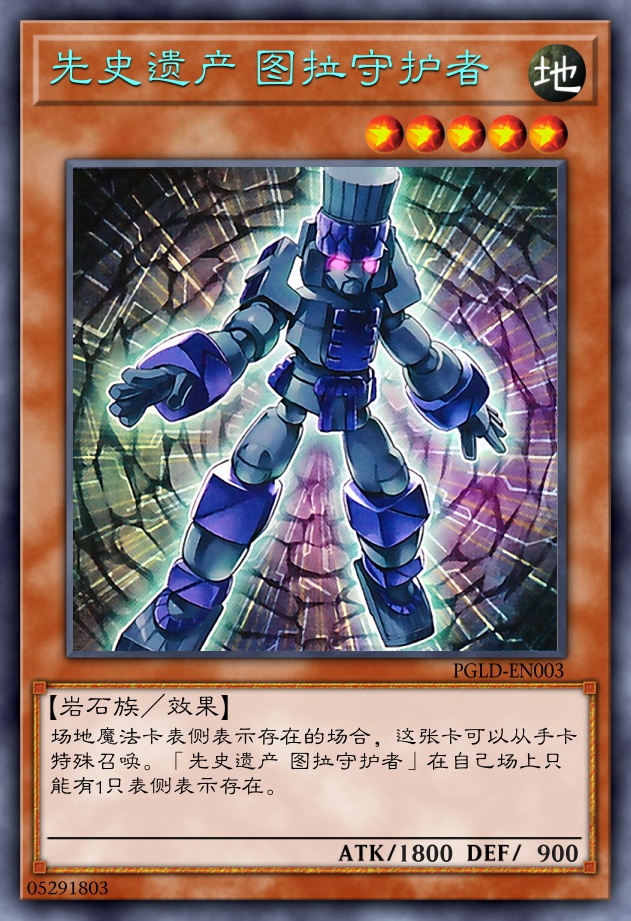 先史遗产 图拉守护者
地
PGLD-EN003
【岩石族／效果】
场地魔法卡表侧表示存在的场合，这张卡可以从手卡
特殊召唤。「先史遗产 图拉守护者」在自己场上只
能有1只表侧表示存在。
ATK/1800 DEF/ 900
05291803